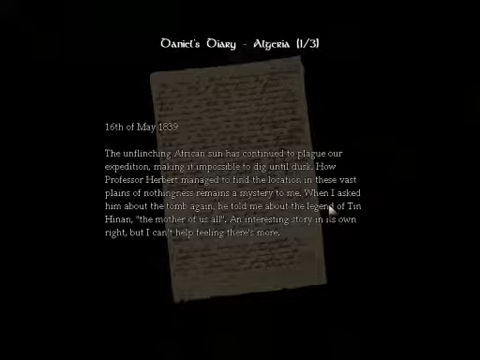 Daniel's Diary - Algeria (1/3)
16th of May 1839
The unflinching African sun has continued to plague our
expedition, making it impossible to dig until dusk. How
Professor Herbert managed to find the location in these vast
plains of nothingness remains a mystery to me. When I asked
him about the tomb again, he told me about the legend of Tin
Hinan, "the mother of us all". An interesting story in its own
right, but I can't help feeling there's more.